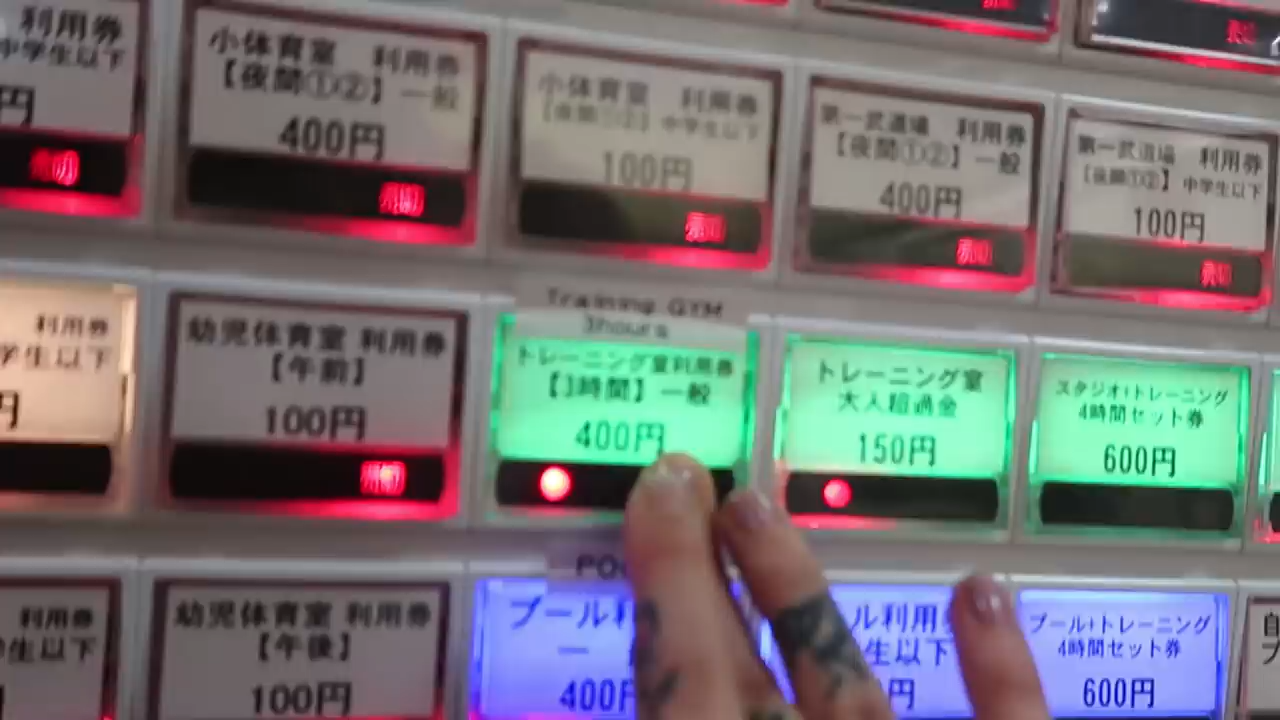 利用券
中学生以下
円
売切
小体育室 利用券
【夜間①②】一般
400円
売切
小体育室 利用券
【夜間①②】中学生以下
100円
売切
第一武道場 利用券
【夜間①②】一般
400円
売切
第一武道場 利用券
【夜間①②】中学生以下
100円
売切
利用券
学生以下
円
幼児体育室 利用券
【午前】
100円
売切
Training GYM
3hours
トレーニング室利用券
【3時間】一般
400円
トレーニング室
大人超過金
150円
スタジオ+トレーニング
4時間セット券
600円
利用券
学生以下
幼児体育室 利用券
【午後】
100円
PO
プール利
一
400円
ル利用
生以下
円
プール+トレーニング
4時間セット券
600円